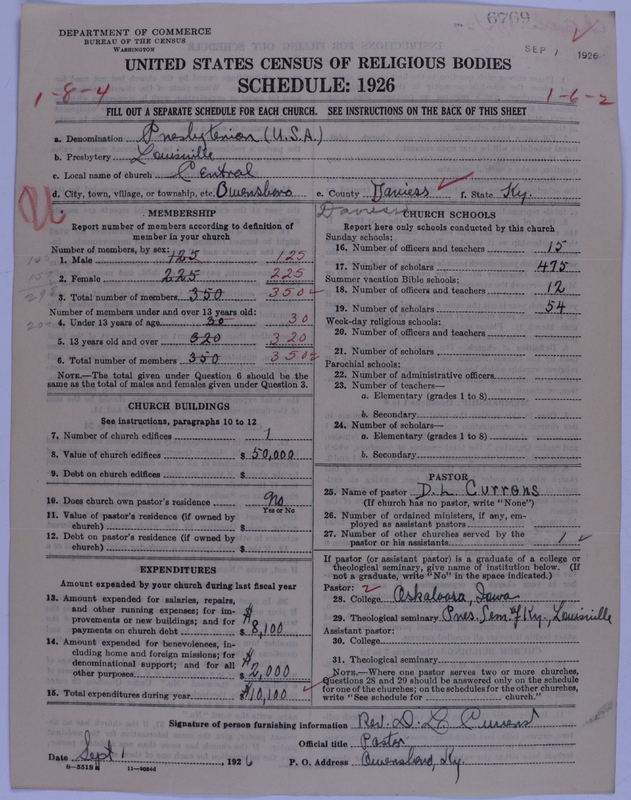 6769
DEPARTMENT OF COMMERCE
BUREAU OF THE CENSUS
WASHINGTON
SEP 1 1926
UNITED STATES CENSUS OF RELIGIOUS BODIES
SCHEDULE: 1926
1-8-4
1-6-2
FILL OUT A SEPARATE SCHEDULE FOR EACH CHURCH. SEE INSTRUCTIONS ON THE BACK OF THIS SHEET
a. Denomination Presbyterian (U.S.A.)
b. Presbytery Louisville
c. Local name of church Central
d. City, town, village, or township, etc. Owensboro e. County Daviess f. State Ky.
Daviess
MEMBERSHIP
Report number of members according to definition of
member in your church
Number of members, by sex:
1. Male 125 125
2. Female 225 225
3. Total number of members 350 350
Number of members under and over 13 years old:
4. Under 13 years of age 30 30
5. 13 years old and over 320 320
6. Total number of members 350 350
NOTE.—The total given under Question 6 should be the
same as the total of males and females given under Question 3.
CHURCH BUILDINGS
See instructions, paragraphs 10 to 12
7. Number of church edifices 1
8. Value of church edifices $ 50,000
9. Debt on church edifices $
10. Does church own pastor's residence No
Yes or No
11. Value of pastor's residence (if owned by
church) $
12. Debt on pastor's residence (if owned by
church) $
EXPENDITURES
Amount expended by your church during last fiscal year
13. Amount expended for salaries, repairs,
and other running expenses; for im-
provements or new buildings; and for
payments on church debt $ 8,100
14. Amount expended for benevolences, in-
cluding home and foreign missions; for
denominational support; and for all
other purposes $ 2,000
15. Total expenditures during year $ 10,100
CHURCH SCHOOLS
Report here only schools conducted by this church
Sunday schools:
16. Number of officers and teachers 15
17. Number of scholars 475
Summer vacation Bible schools:
18. Number of officers and teachers 12
19. Number of scholars 54
Week-day religious schools:
20. Number of officers and teachers
21. Number of scholars
Parochial schools:
22. Number of administrative officers
23. Number of teachers—
a. Elementary (grades 1 to 8)
b. Secondary
24. Number of scholars—
a. Elementary (grades 1 to 8)
b. Secondary
PASTOR
25. Name of pastor D. L. Currens
(If church has no pastor, write "None")
26. Number of ordained ministers, if any, em-
ployed as assistant pastors
27. Number of other churches served by the
pastor or his assistants 1
If pastor (or assistant pastor) is a graduate of a college or
theological seminary, give name of institution below. (If
not a graduate, write "No" in the space indicated.)
Pastor: 2
28. College Oskaloosa, Iowa
29. Theological seminary Pres. Sem. of Ky., Louisville
Assistant pastor:
30. College
31. Theological seminary
NOTE.—Where one pastor serves two or more churches,
Questions 28 and 29 should be answered only on the schedule
for one of the churches; on the schedules for the other churches,
write "See schedule for church."
Signature of person furnishing information Rev. D. L. Currens
Official title Pastor
Date Sept 1, 1926 P. O. Address Owensboro, Ky.
8-5518a 11-9084d